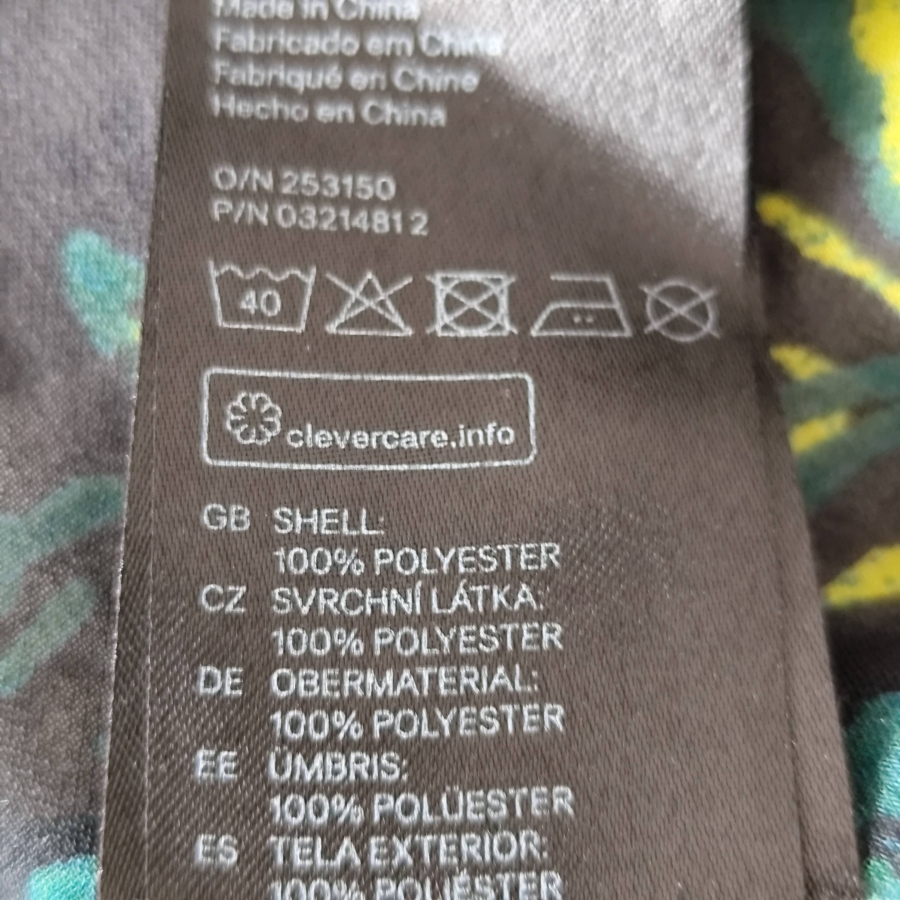 Made in China
Fabricado em China
Fabriqué en Chine
Hecho en China
O/N 253150
P/N 03214812
40
clevercare.info
GB SHELL:
100% POLYESTER
CZ SVRCHNÍ LÁTKA:
100% POLYESTER
DE OBERMATERIAL:
100% POLYESTER
EE ÜMBRIS:
100% POLÜESTER
ES TELA EXTERIOR:
100% POLIÉSTER